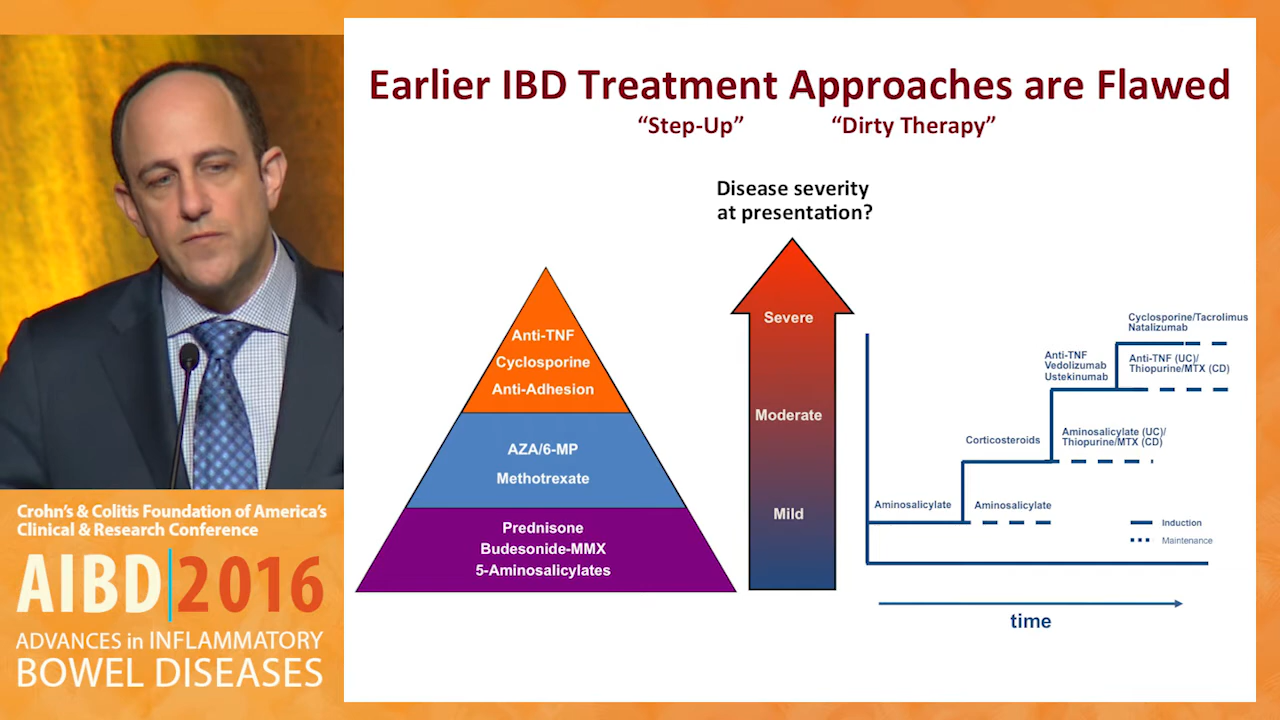 Earlier IBD Treatment Approaches are Flawed
“Step-Up”
“Dirty Therapy”
Disease severity
at presentation?
Anti-TNF
Cyclosporine
Anti-Adhesion
AZA/6-MP
Methotrexate
Prednisone
Budesonide-MMX
5-Aminosalicylates
Severe
Moderate
Mild
Cyclosporine/Tacrolimus
Natalizumab
Anti-TNF
Vedolizumab
Ustekinumab
Anti-TNF (UC)/
Thiopurine/MTX (CD)
Corticosteroids
Aminosalicylate (UC)/
Thiopurine/MTX (CD)
Aminosalicylate
Aminosalicylate
Induction
Maintenance
time
Crohn’s & Colitis Foundation of America’s
Clinical & Research Conference
AIBD|2016
ADVANCES in INFLAMMATORY
BOWEL DISEASES